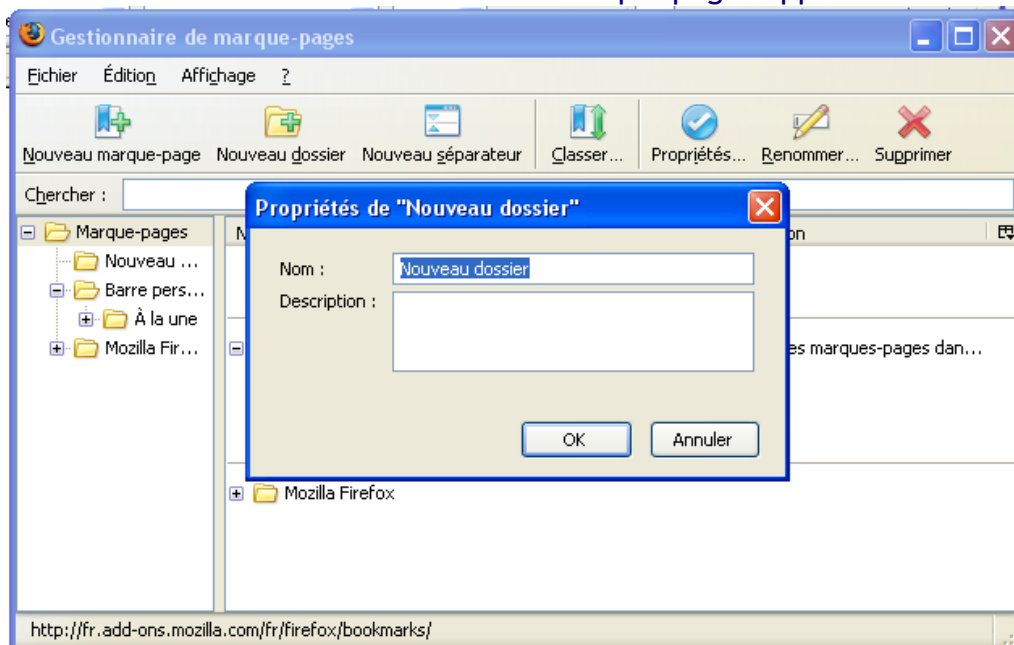 Gestionnaire de marque-pages
Fichier Édition Affichage ?
Nouveau marque-page Nouveau dossier Nouveau séparateur Classer... Propriétés... Renommer... Supprimer
Chercher :
Propriétés de "Nouveau dossier"
Marque-pages
Nouveau ...
Nom : Nouveau dossier
Barre pers...
Description :
À la une
Mozilla Fir...
es marques-pages dan...
OK Annuler
Mozilla Firefox
http://fr.add-ons.mozilla.com/fr/firefox/bookmarks/